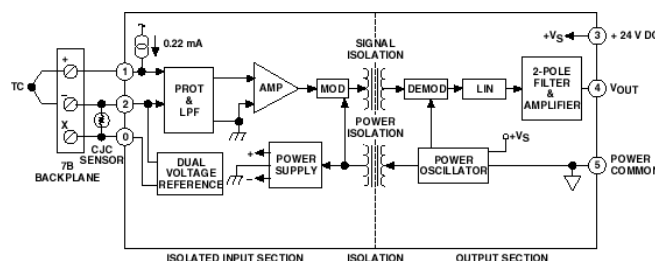 +VS
3
+ 24 V DC
0.22 mA
SIGNAL
ISOLATION
TC
+
1
PROT
& LPF
AMP
MOD
DEMOD
LIN
2-POLE
FILTER
&
AMPLIFIER
4
VOUT
–
2
X
0
CJC
SENSOR
7B
BACKPLANE
DUAL
VOLTAGE
REFERENCE
+
–
POWER
SUPPLY
POWER
ISOLATION
+VS
POWER
OSCILLATOR
5
POWER
COMMON
ISOLATED INPUT SECTION
ISOLATION
OUTPUT SECTION